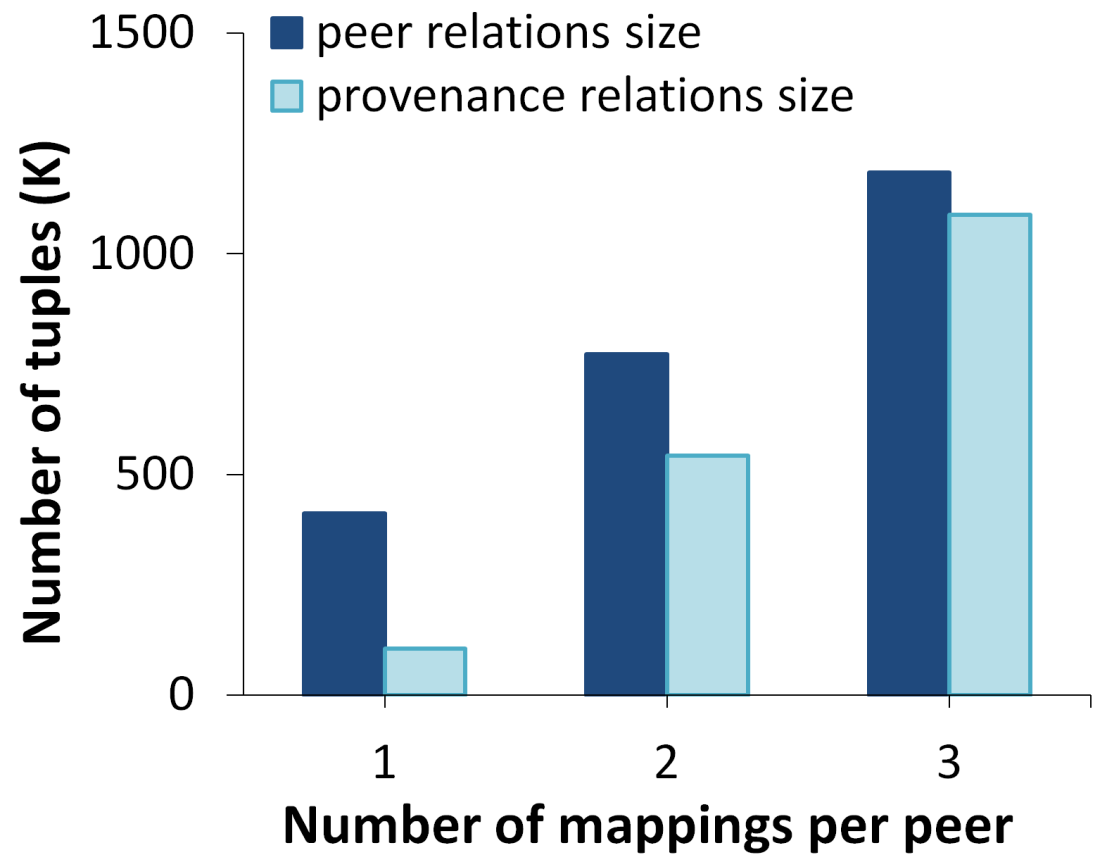 1500
peer relations size
provenance relations size
Number of tuples (K)
1000
500
0
1 2 3
Number of mappings per peer